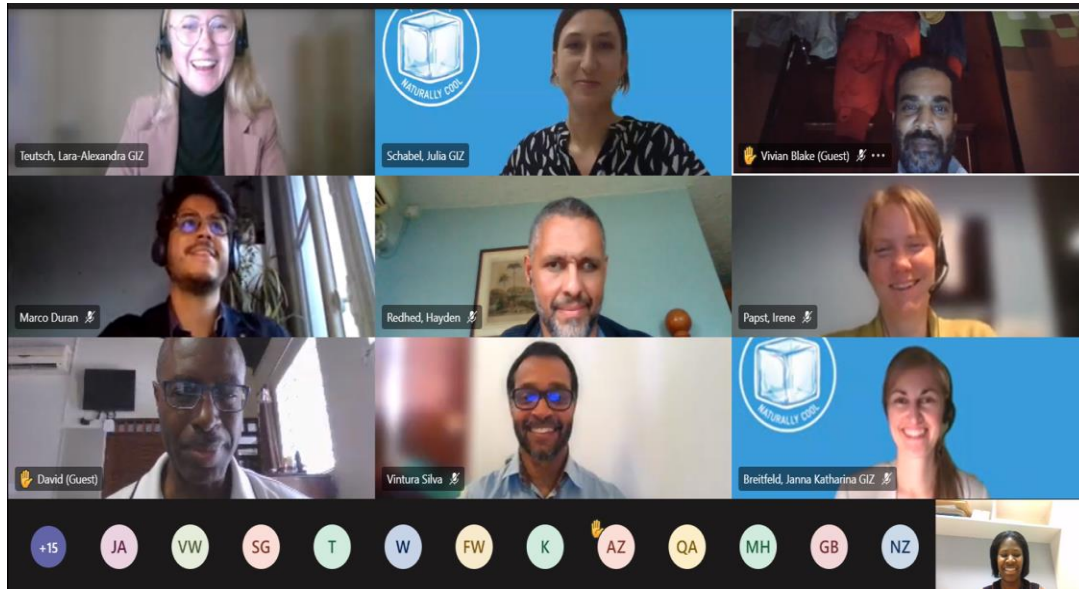 NATURALLY COOL
Teutsch, Lara-Alexandra GIZ
Schabel, Julia GIZ
Vivian Blake (Guest)
Marco Duran
Redhed, Hayden
Papst, Irene
NATURALLY COOL
David (Guest)
Vintura Silva
Breitfeld, Janna Katharina GIZ
+15
JA
VW
SG
T
W
FW
K
AZ
QA
MH
GB
NZ